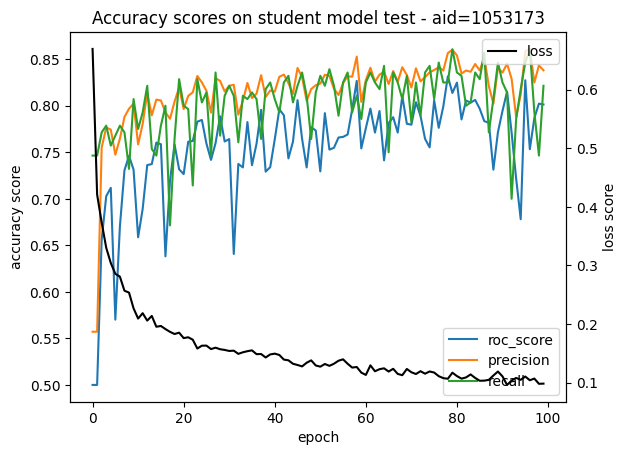 Accuracy scores on student model test - aid=1053173
loss
0.85
0.80
0.75
0.70
0.65
0.60
0.55
0.50
accuracy score
0.6
0.5
0.4
0.3
0.2
0.1
loss score
roc_score
precision
recall
0
20
40
60
80
100
epoch